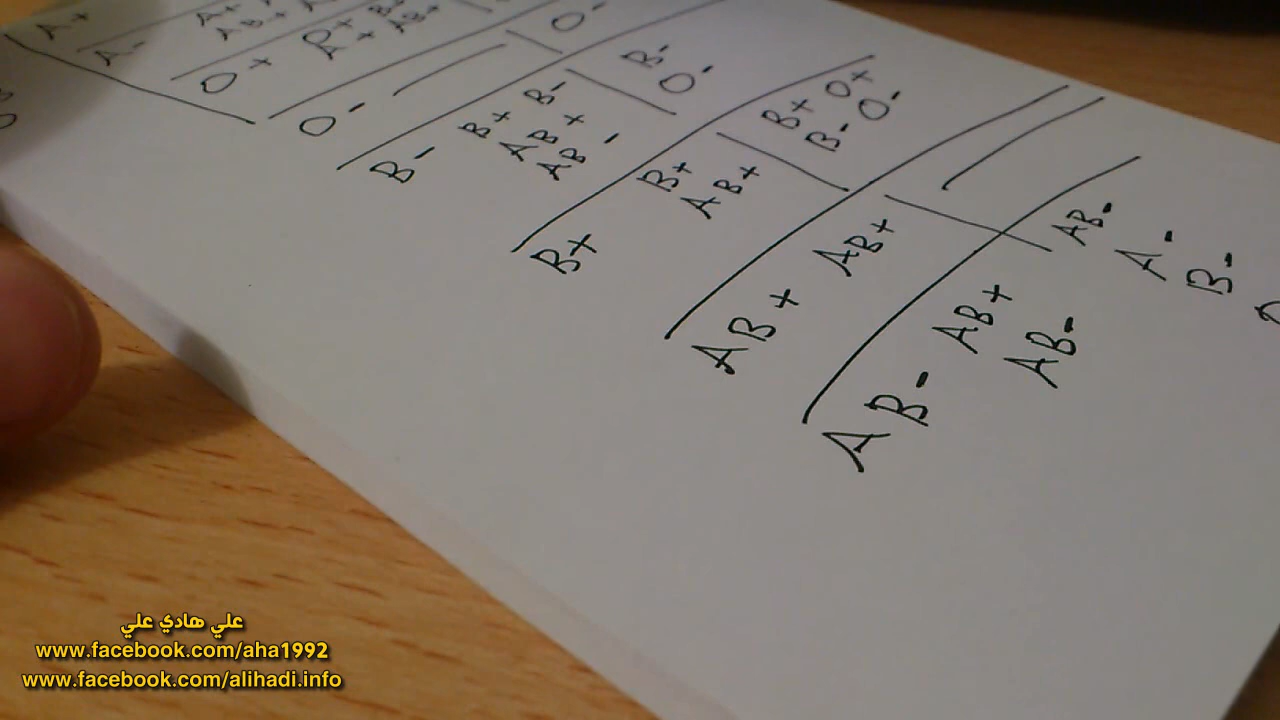 A+
A-
A+
AB+
O+
O-
O-
B-
B+ B-
AB+
AB-
B-
O-
B+
B+
AB+
B+ O+
B- O-
AB+
AB+
AB-
AB+
AB-
AB-
A-
B-
علي هادي علي
www.facebook.com/aha1992
www.facebook.com/alihadi.info